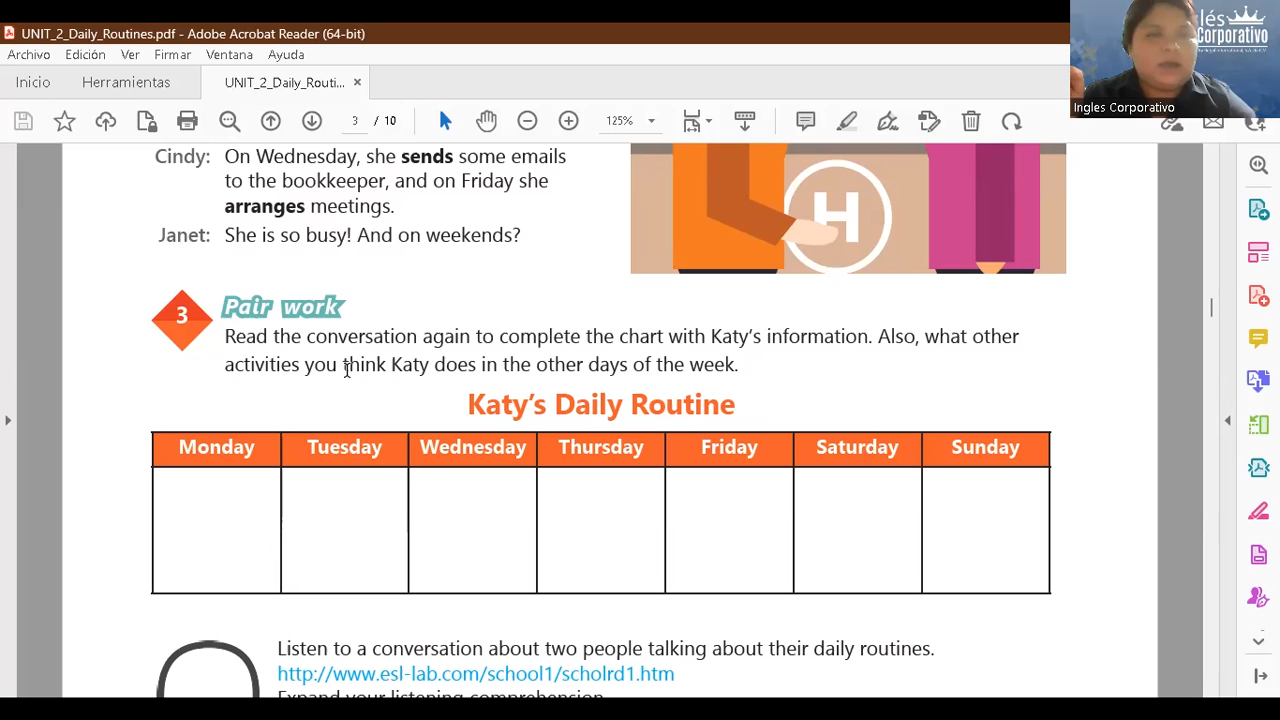 UNIT_2_Daily_Routines.pdf - Adobe Acrobat Reader (64-bit)
Archivo Edición Ver Firmar Ventana Ayuda
Inicio Herramientas UNIT_2_Daily_Routi... ×
3 / 10 125%
lés
Corporativo
Ingles Corporativo
Cindy: On Wednesday, she sends some emails
to the bookkeeper, and on Friday she
arranges meetings.
Janet: She is so busy! And on weekends?
H
3 Pair work
Read the conversation again to complete the chart with Katy's information. Also, what other
activities you think Katy does in the other days of the week.
Katy's Daily Routine
Monday Tuesday Wednesday Thursday Friday Saturday Sunday
Listen to a conversation about two people talking about their daily routines.
http://www.esl-lab.com/school1/scholrd1.htm
Expand your listening comprehension